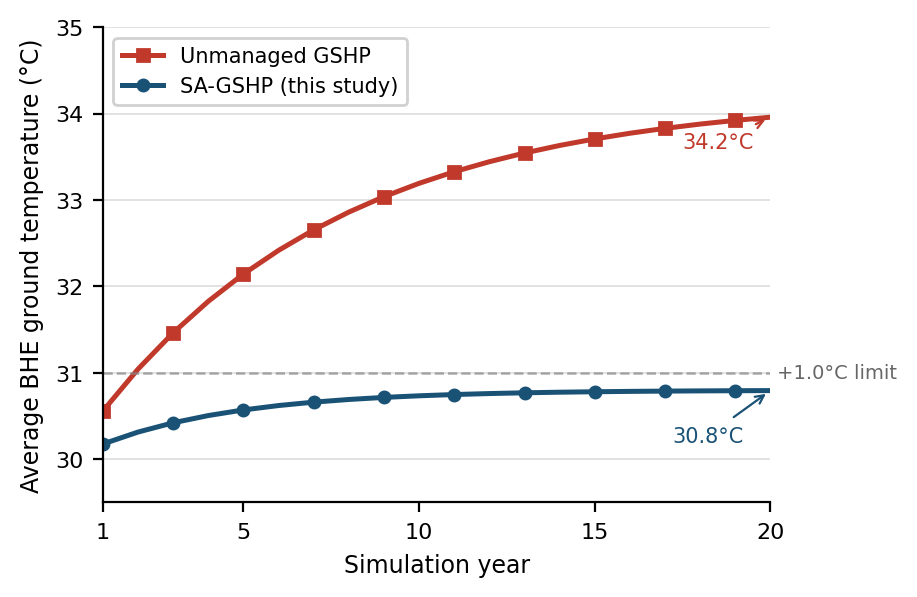 Average BHE ground temperature (°C)
35
34
33
32
31
30
Unmanaged GSHP
SA-GSHP (this study)
34.2°C
+1.0°C limit
30.8°C
1
5
10
15
20
Simulation year